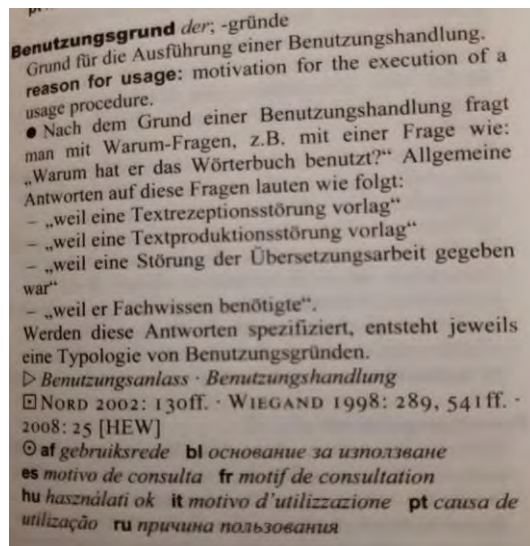 Benutzungsgrund der; -gründe
Grund für die Ausführung einer Benutzungshandlung.
reason for usage: motivation for the execution of a
usage procedure.
● Nach dem Grund einer Benutzungshandlung fragt
man mit Warum-Fragen, z.B. mit einer Frage wie:
„Warum hat er das Wörterbuch benutzt?“ Allgemeine
Antworten auf diese Fragen lauten wie folgt:
– „weil eine Textrezeptionsstörung vorlag“
– „weil eine Textproduktionsstörung vorlag“
– „weil eine Störung der Übersetzungsarbeit gegeben
war“
– „weil er Fachwissen benötigte“.
Werden diese Antworten spezifiziert, entsteht jeweils
eine Typologie von Benutzungsgründen.
▷ Benutzungsanlass · Benutzungshandlung
⊡ NORD 2002: 130ff. · WIEGAND 1998: 289, 541ff. ·
2008: 25 [HEW]
⊙ af gebruiksrede bl основание за използване
es motivo de consulta fr motif de consultation
hu használati ok it motivo d’utilizzazione pt causa de
utilização ru причина пользования